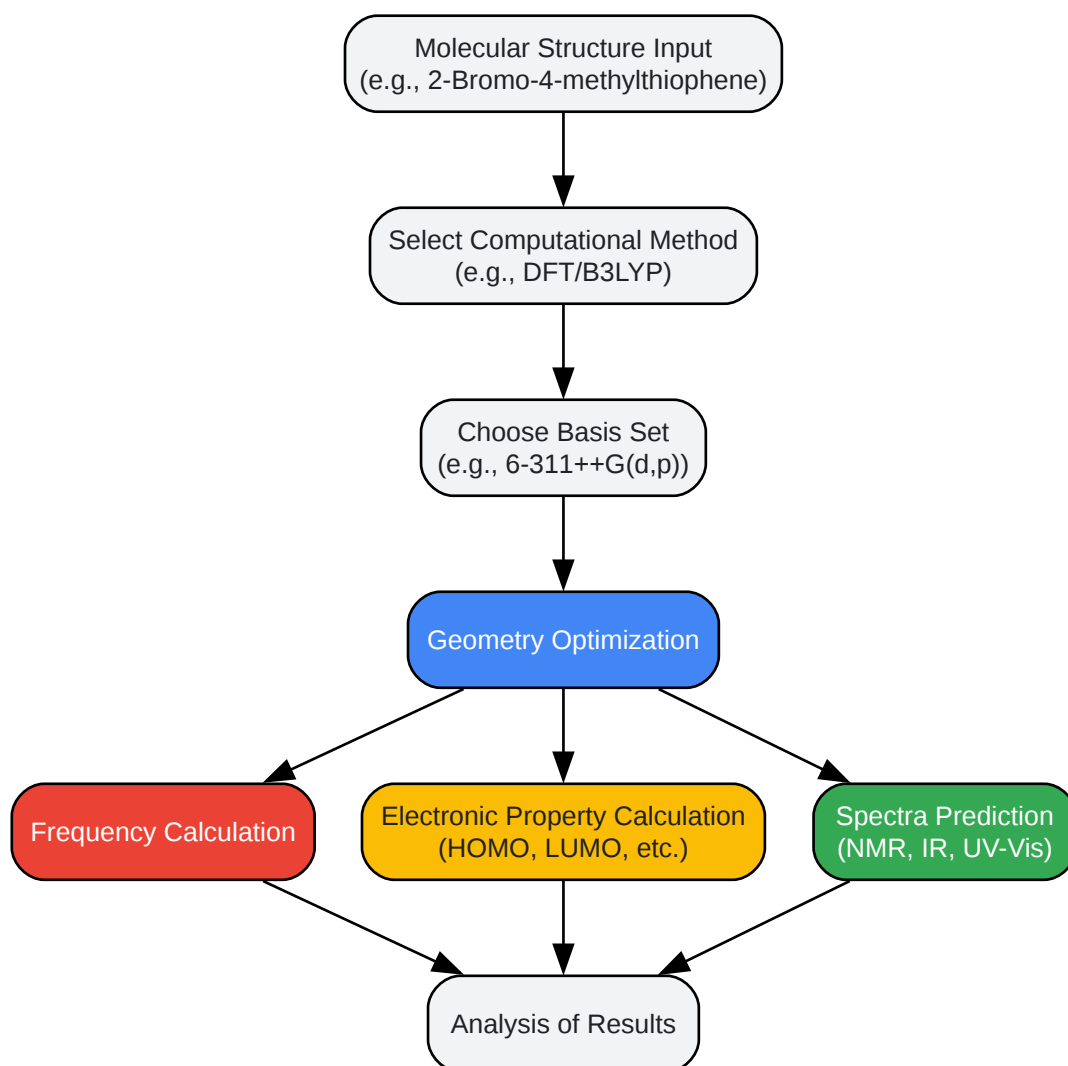 Molecular Structure Input
(e.g., 2-Bromo-4-methylthiophene)
Select Computational Method
(e.g., DFT/B3LYP)
Choose Basis Set
(e.g., 6-311++G(d,p))
Geometry Optimization
Frequency Calculation
Electronic Property Calculation
(HOMO, LUMO, etc.)
Spectra Prediction
(NMR, IR, UV-Vis)
Analysis of Results